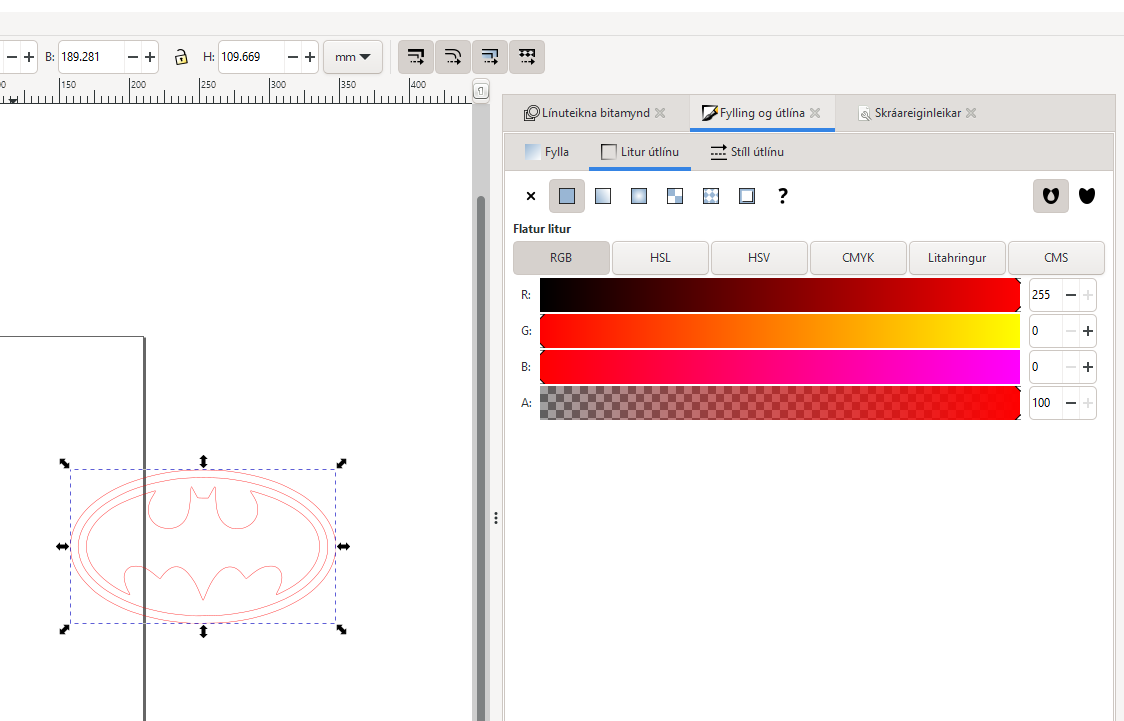 B: 189.281 H: 109.669 mm
150 200 250 300 350 400
Línuteikna bitamynd Fylling og útlína Skráareiginleikar
Fylla Litur útlínu Stíll útlínu
?
Flatur litur
RGB HSL HSV CMYK Litahringur CMS
R: 255
G: 0
B: 0
A: 100